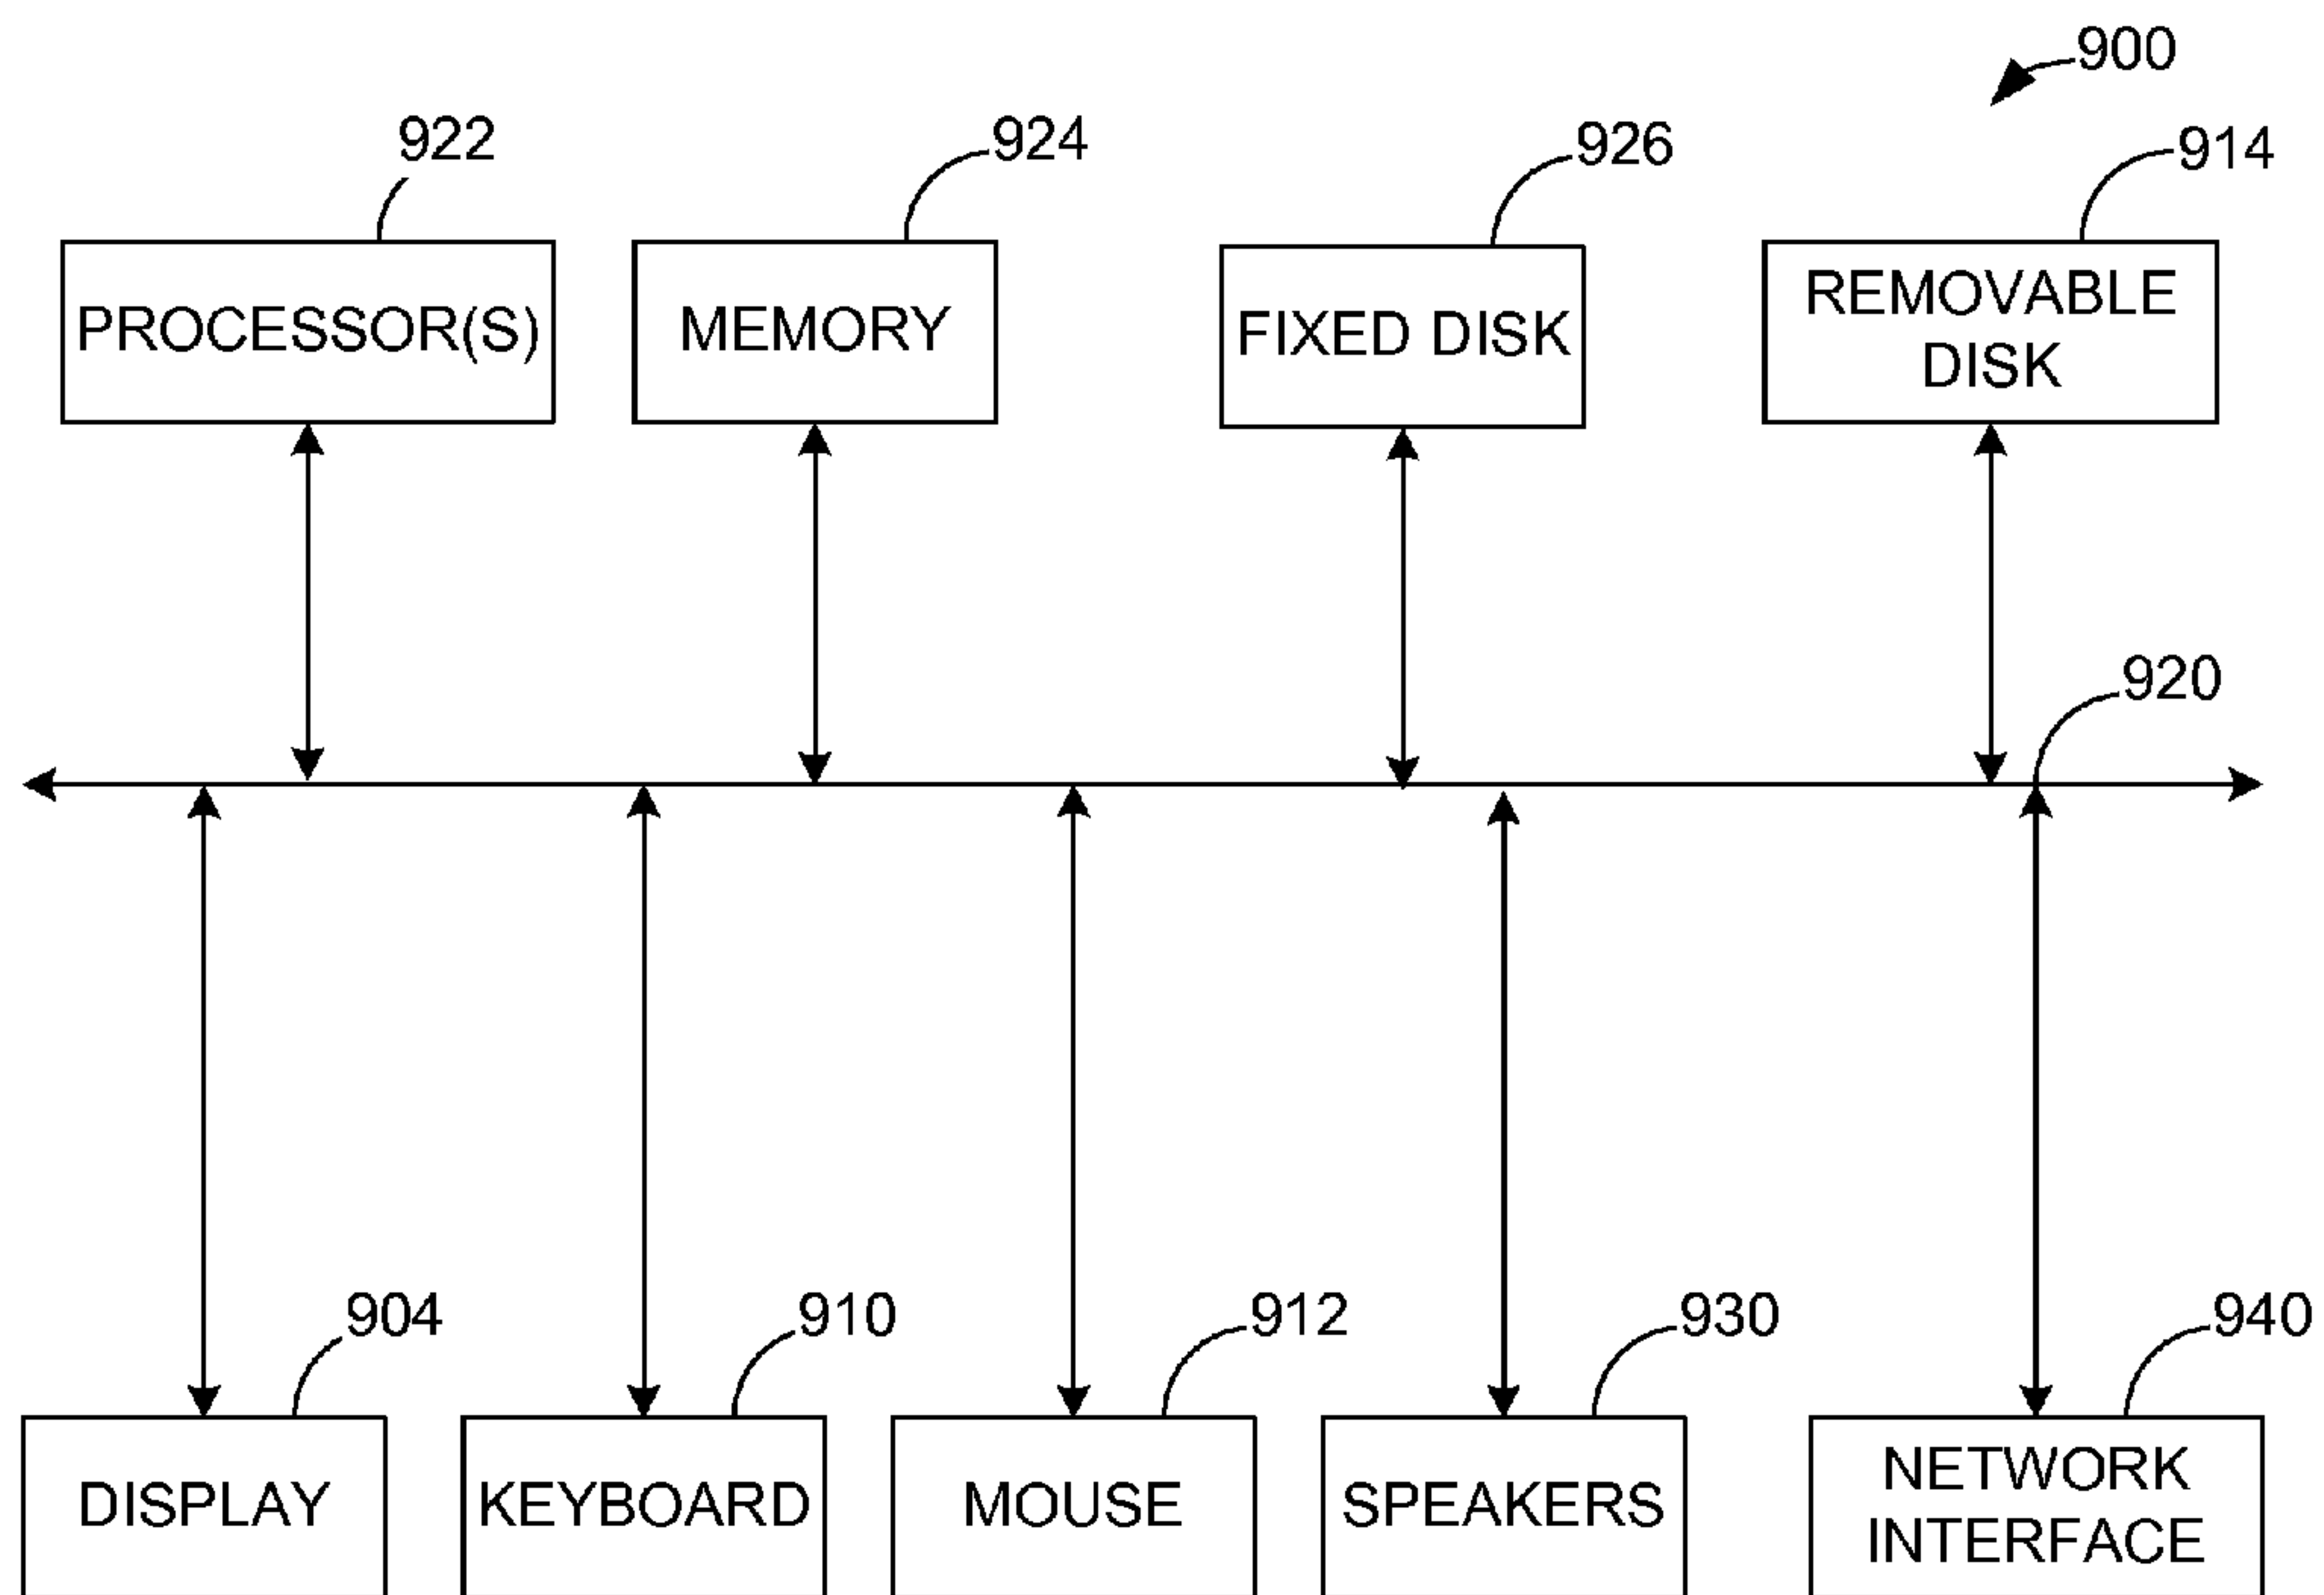 900
922
924
926
914
PROCESSOR(S)
MEMORY
FIXED DISK
REMOVABLE
DISK
920
904
910
912
930
940
DISPLAY
KEYBOARD
MOUSE
SPEAKERS
NETWORK
INTERFACE